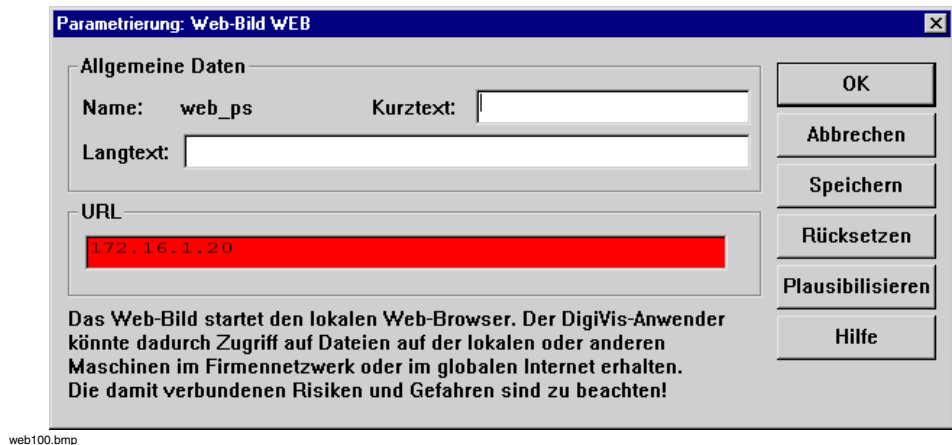 Parametrierung: Web-Bild WEB
Allgemeine Daten
Name: web_ps Kurztext:
Langtext:
URL
172.16.1.20
OK
Abbrechen
Speichern
Rücksetzen
Plausibilisieren
Hilfe
Das Web-Bild startet den lokalen Web-Browser. Der DigiVis-Anwender
könnte dadurch Zugriff auf Dateien auf der lokalen oder anderen
Maschinen im Firmennetzwerk oder im globalen Internet erhalten.
Die damit verbundenen Risiken und Gefahren sind zu beachten!
web100.bmp